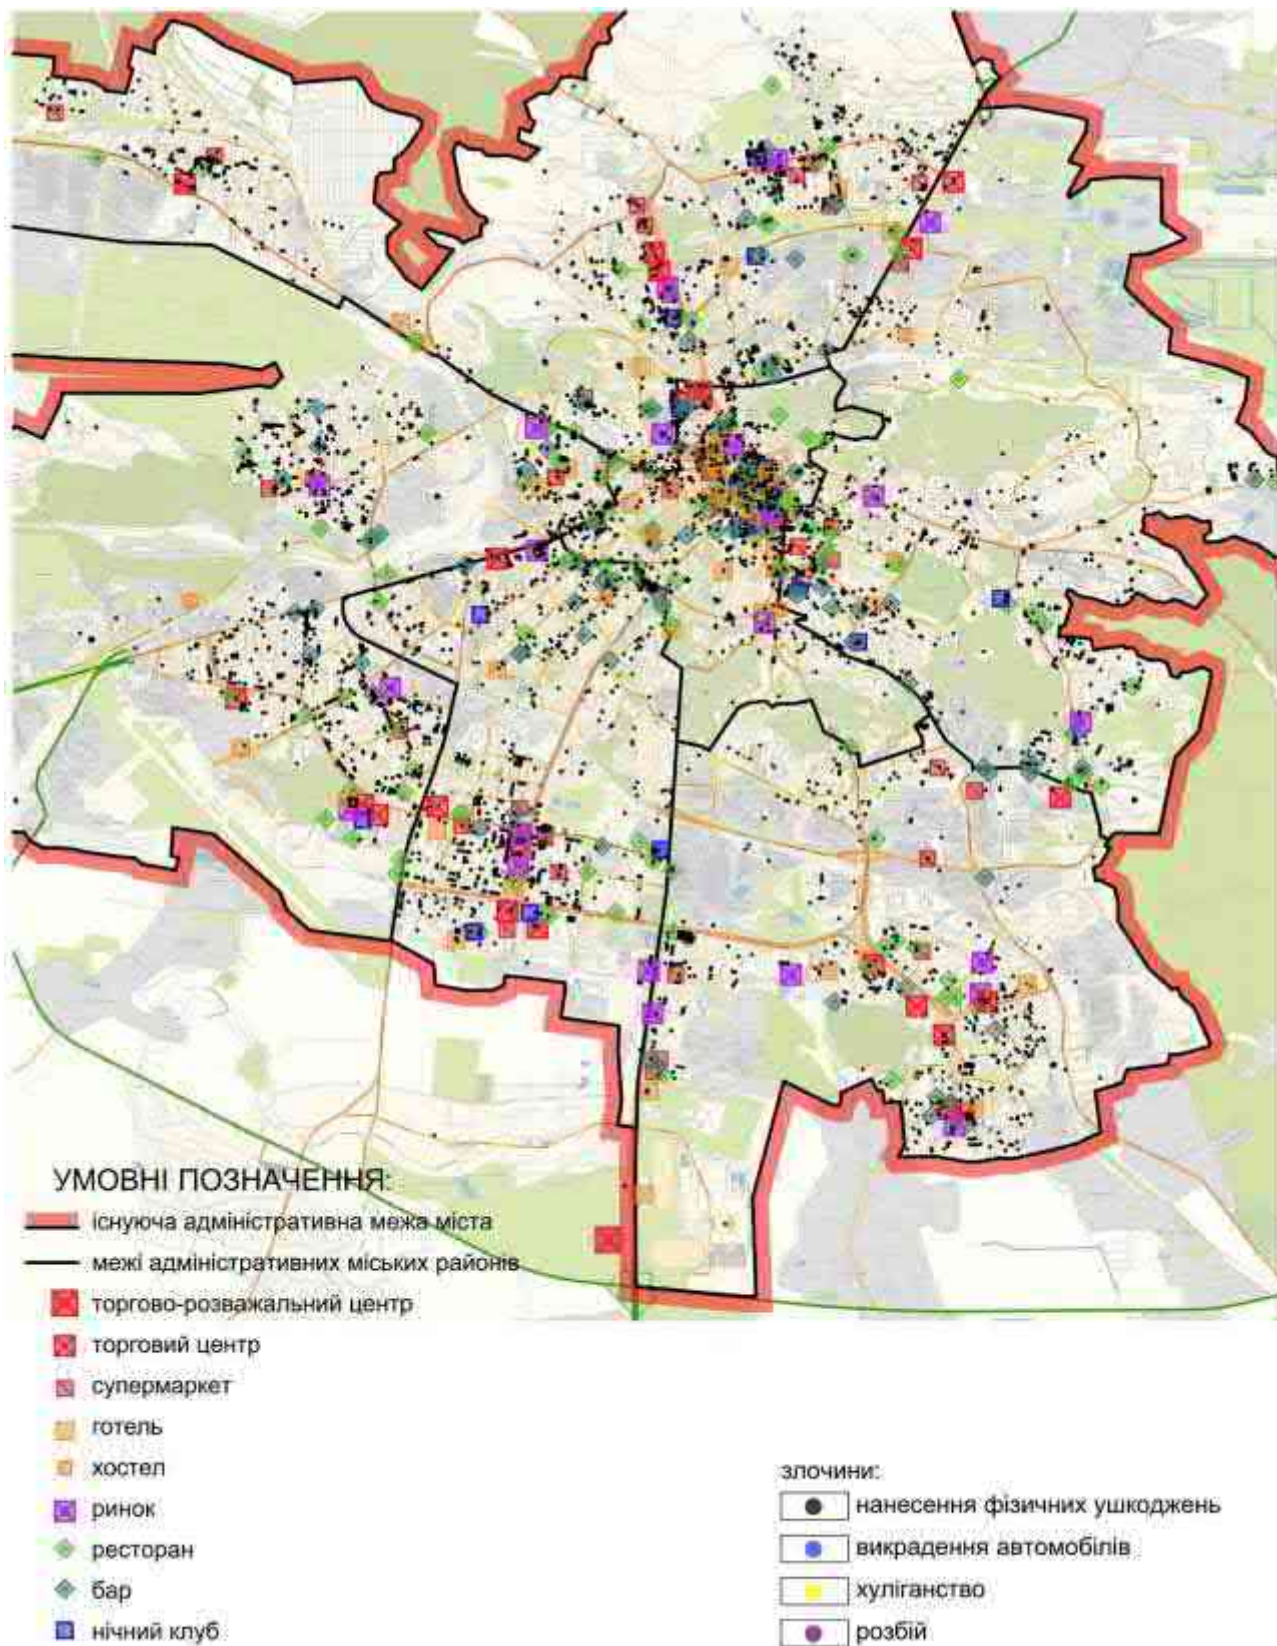 УМОВНІ ПОЗНАЧЕННЯ:
існуюча адміністративна межа міста
межі адміністративних міських районів
торгово-розважальний центр
торговий центр
супермаркет
готель
хостел
ринок
ресторан
бар
нічний клуб
злочини:
нанесення фізичних ушкоджень
викрадення автомобілів
хуліганство
розбій